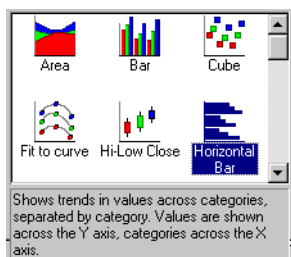 Area Bar Cube
Fit to curve Hi-Low Close Horizontal
Bar
Shows trends in values across categories,
separated by category. Values are shown
across the Y axis, categories across the X
axis.